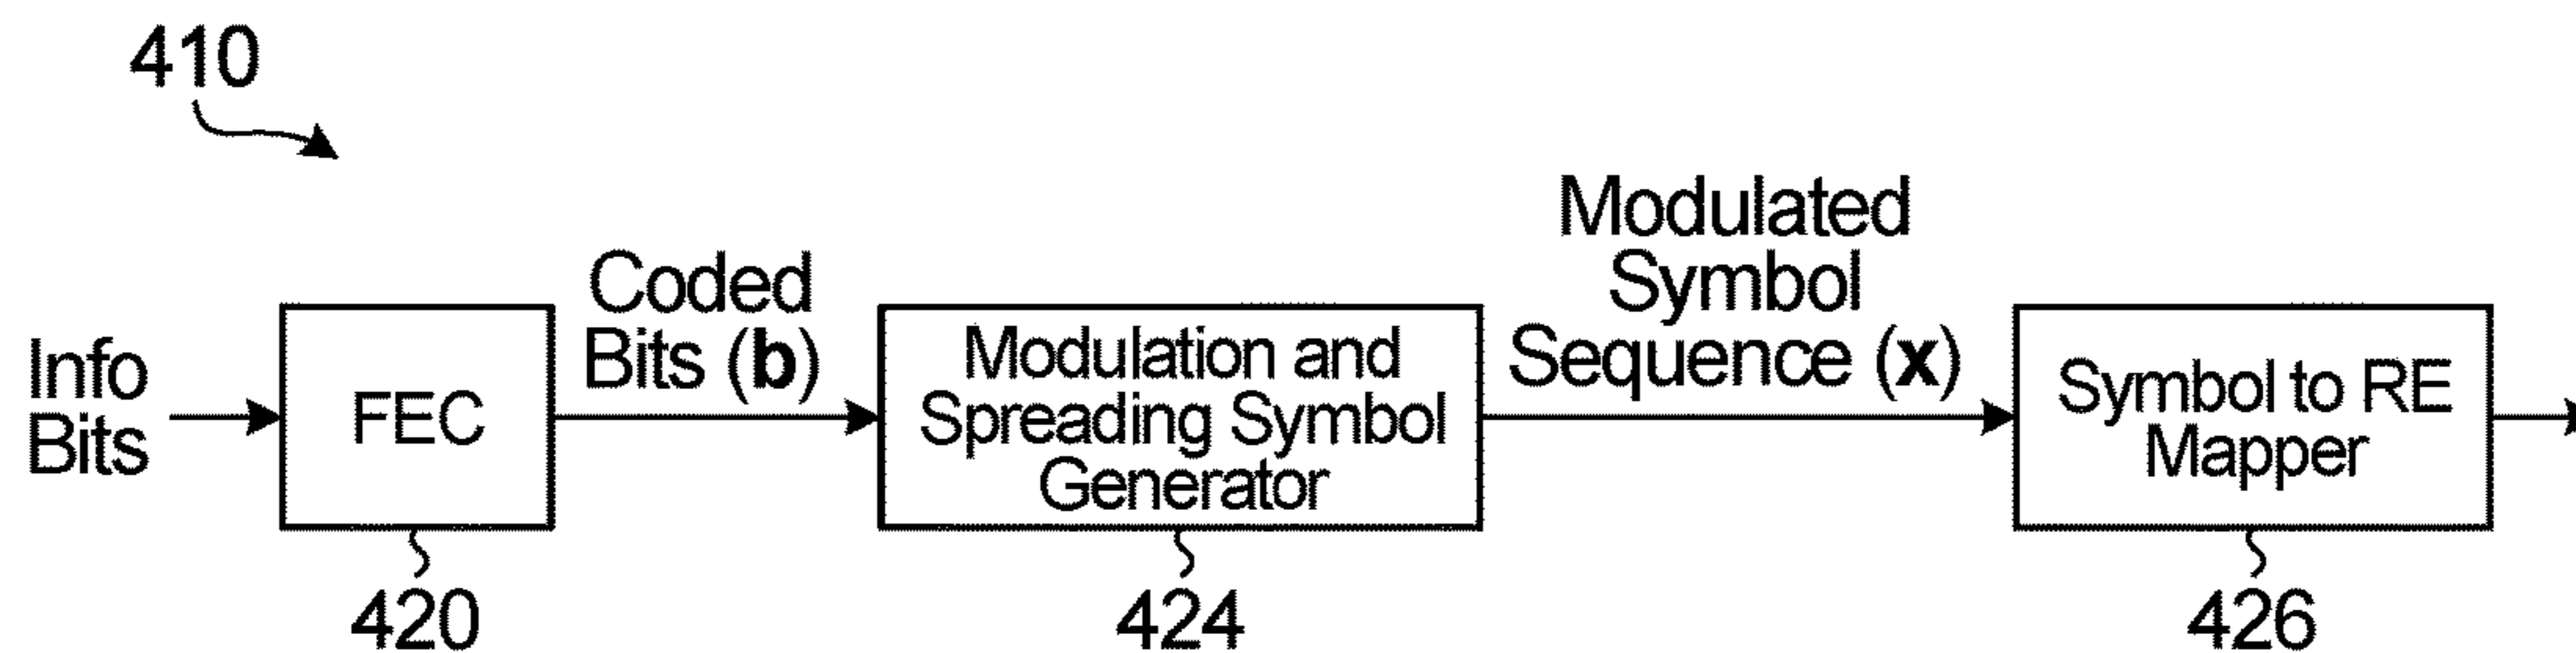 410
Info
Bits
FEC
420
Coded
Bits (b)
Modulation and
Spreading Symbol
Generator
424
Modulated
Symbol
Sequence (x)
Symbol to RE
Mapper
426